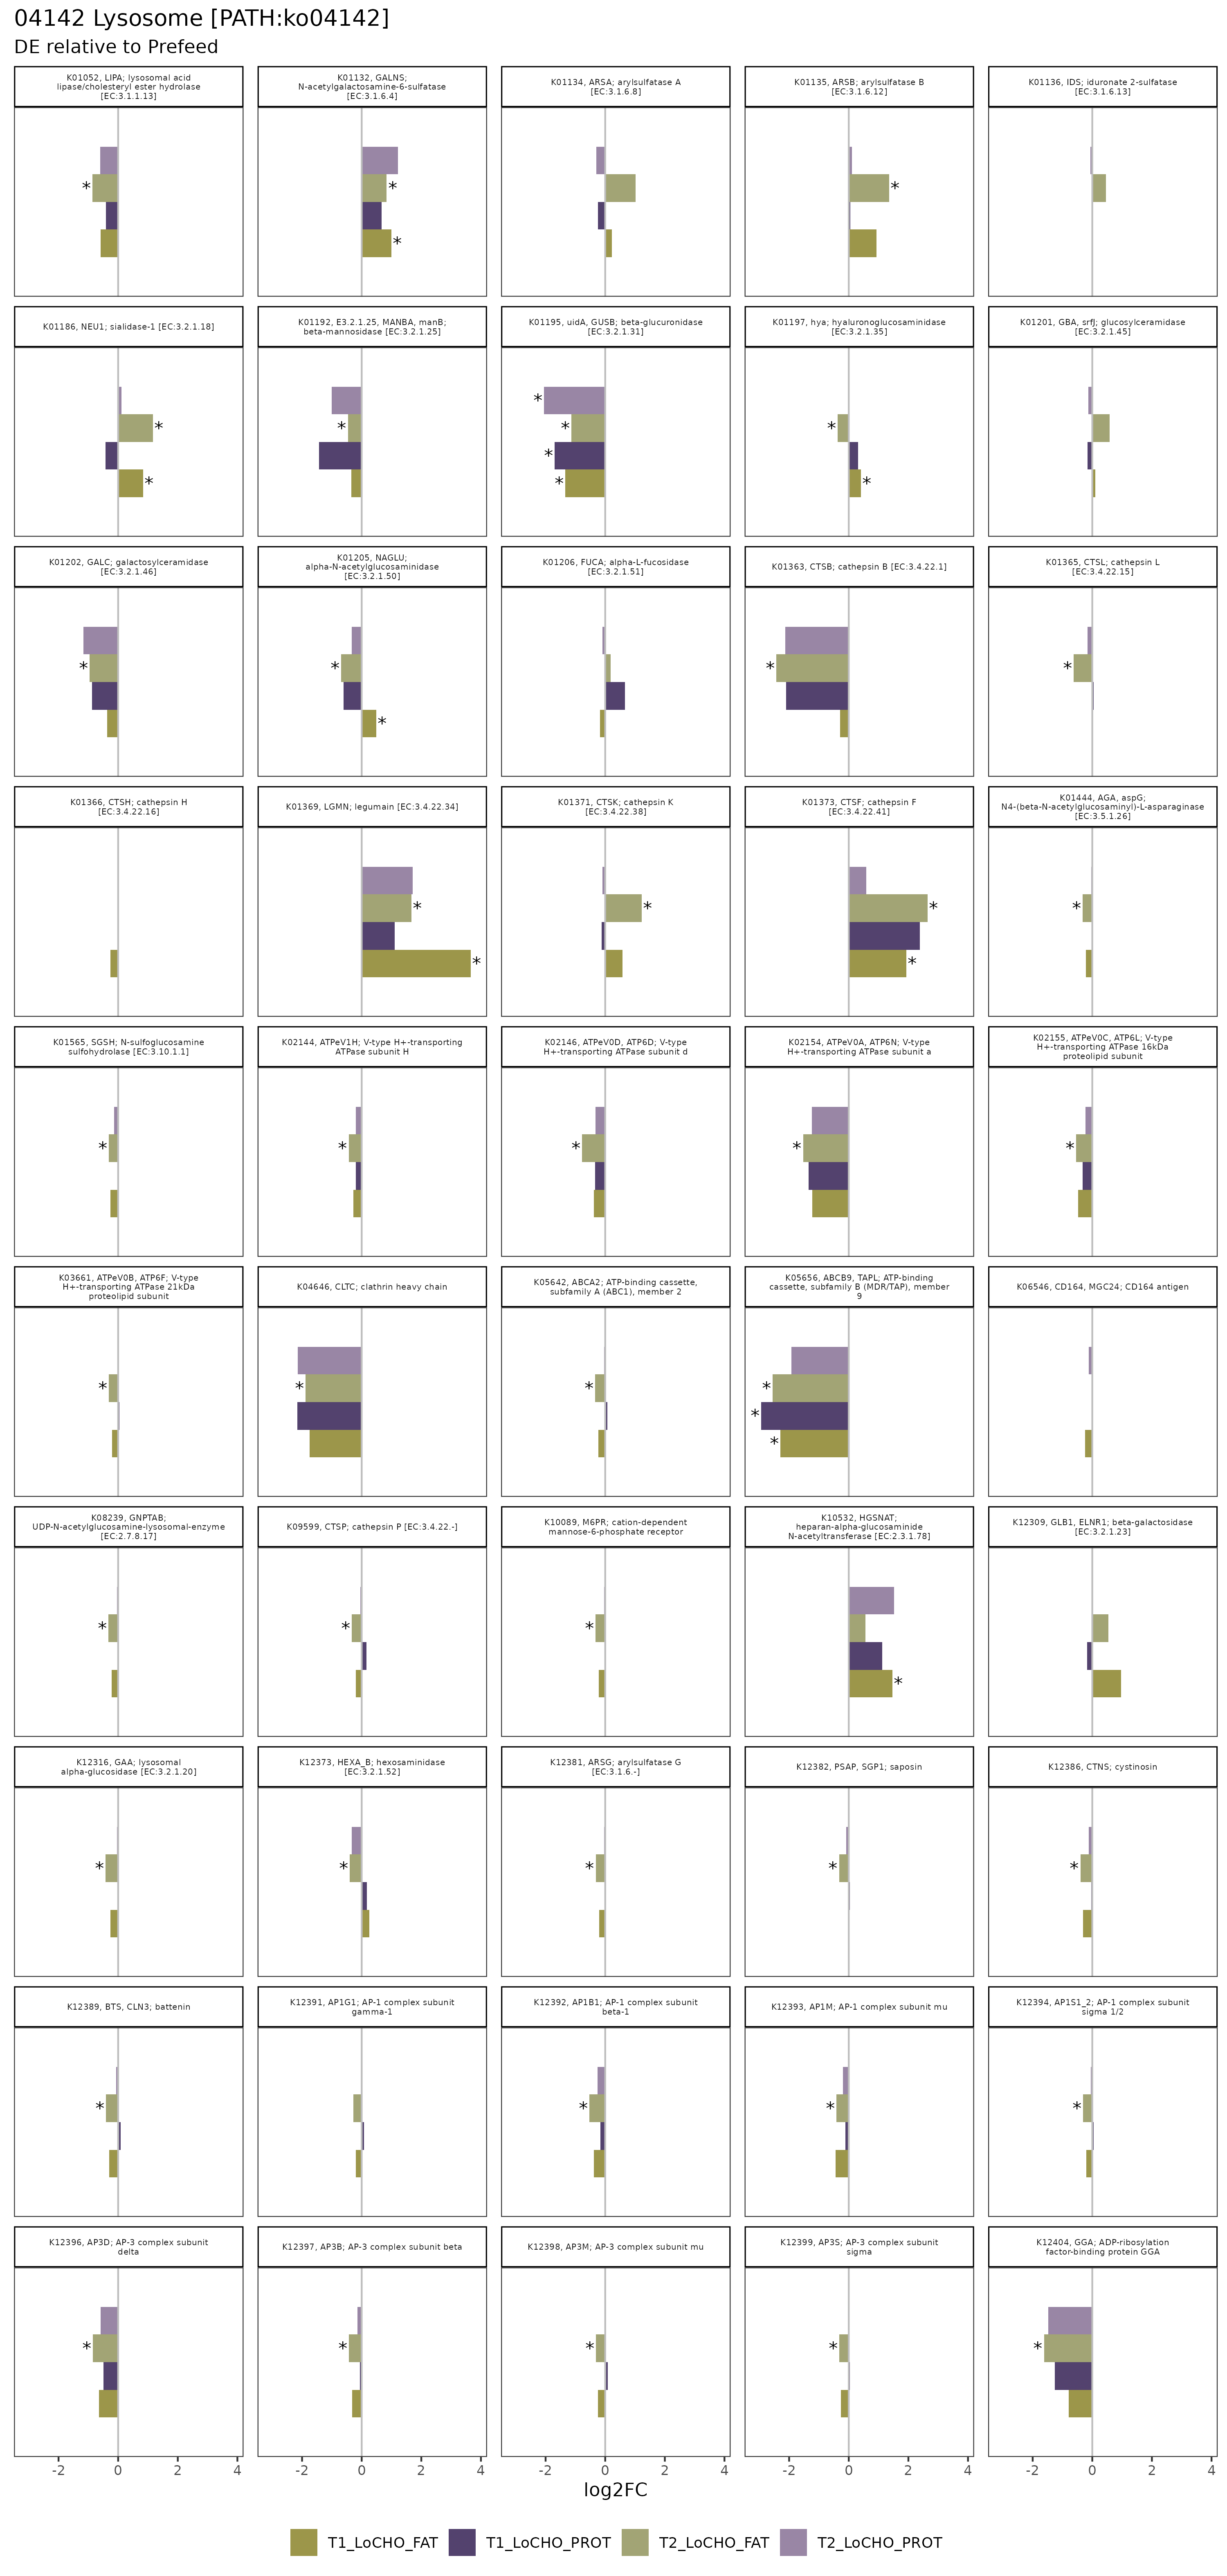 04142 Lysosome [PATH:ko04142]
DE relative to Prefeed
K01052, LIPA; lysosomal acid
lipase/cholesteryl ester hydrolase
[EC:3.1.1.13]
K01132, GALNS;
N-acetylgalactosamine-6-sulfatase
[EC:3.1.6.4]
K01134, ARSA; arylsulfatase A
[EC:3.1.6.8]
K01135, ARSB; arylsulfatase B
[EC:3.1.6.12]
K01136, IDS; iduronate 2-sulfatase
[EC:3.1.6.13]
*
*
*
*
K01186, NEU1; sialidase-1 [EC:3.2.1.18]
K01192, E3.2.1.25, MANBA, manB;
beta-mannosidase [EC:3.2.1.25]
K01195, uidA, GUSB; beta-glucuronidase
[EC:3.2.1.31]
K01197, hya; hyaluronoglucosaminidase
[EC:3.2.1.35]
K01201, GBA, srfJ; glucosylceramidase
[EC:3.2.1.45]
*
*
*
*
*
*
*
*
*
K01202, GALC; galactosylceramidase
[EC:3.2.1.46]
K01205, NAGLU;
alpha-N-acetylglucosaminidase
[EC:3.2.1.50]
K01206, FUCA; alpha-L-fucosidase
[EC:3.2.1.51]
K01363, CTSB; cathepsin B [EC:3.4.22.1]
K01365, CTSL; cathepsin L
[EC:3.4.22.15]
*
*
*
*
*
K01366, CTSH; cathepsin H
[EC:3.4.22.16]
K01369, LGMN; legumain [EC:3.4.22.34]
K01371, CTSK; cathepsin K
[EC:3.4.22.38]
K01373, CTSF; cathepsin F
[EC:3.4.22.41]
K01444, AGA, aspG;
N4-(beta-N-acetylglucosaminyl)-L-asparaginase
[EC:3.5.1.26]
*
*
*
*
*
*
K01565, SGSH; N-sulfoglucosamine
sulfohydrolase [EC:3.10.1.1]
K02144, ATPeV1H; V-type H+-transporting
ATPase subunit H
K02146, ATPeV0D, ATP6D; V-type
H+-transporting ATPase subunit d
K02154, ATPeV0A, ATP6N; V-type
H+-transporting ATPase subunit a
K02155, ATPeV0C, ATP6L; V-type
H+-transporting ATPase 16kDa
proteolipid subunit
*
*
*
*
*
K03661, ATPeV0B, ATP6F; V-type
H+-transporting ATPase 21kDa
proteolipid subunit
K04646, CLTC; clathrin heavy chain
K05642, ABCA2; ATP-binding cassette,
subfamily A (ABC1), member 2
K05656, ABCB9, TAPL; ATP-binding
cassette, subfamily B (MDR/TAP), member
9
K06546, CD164, MGC24; CD164 antigen
*
*
*
*
*
*
K08239, GNPTAB;
UDP-N-acetylglucosamine-lysosomal-enzyme
[EC:2.7.8.17]
K09599, CTSP; cathepsin P [EC:3.4.22.-]
K10089, M6PR; cation-dependent
mannose-6-phosphate receptor
K10532, HGSNAT;
heparan-alpha-glucosaminide
N-acetyltransferase [EC:2.3.1.78]
K12309, GLB1, ELNR1; beta-galactosidase
[EC:3.2.1.23]
*
*
*
*
K12316, GAA; lysosomal
alpha-glucosidase [EC:3.2.1.20]
K12373, HEXA_B; hexosaminidase
[EC:3.2.1.52]
K12381, ARSG; arylsulfatase G
[EC:3.1.6.-]
K12382, PSAP, SGP1; saposin
K12386, CTNS; cystinosin
*
*
*
*
*
K12389, BTS, CLN3; battenin
K12391, AP1G1; AP-1 complex subunit
gamma-1
K12392, AP1B1; AP-1 complex subunit
beta-1
K12393, AP1M; AP-1 complex subunit mu
K12394, AP1S1_2; AP-1 complex subunit
sigma 1/2
*
*
*
*
K12396, AP3D; AP-3 complex subunit
delta
K12397, AP3B; AP-3 complex subunit beta
K12398, AP3M; AP-3 complex subunit mu
K12399, AP3S; AP-3 complex subunit
sigma
K12404, GGA; ADP-ribosylation
factor-binding protein GGA
*
*
*
*
*
-2 0 2 4
-2 0 2 4
-2 0 2 4
-2 0 2 4
-2 0 2 4
log2FC
T1_LoCHO_FAT
T1_LoCHO_PROT
T2_LoCHO_FAT
T2_LoCHO_PROT